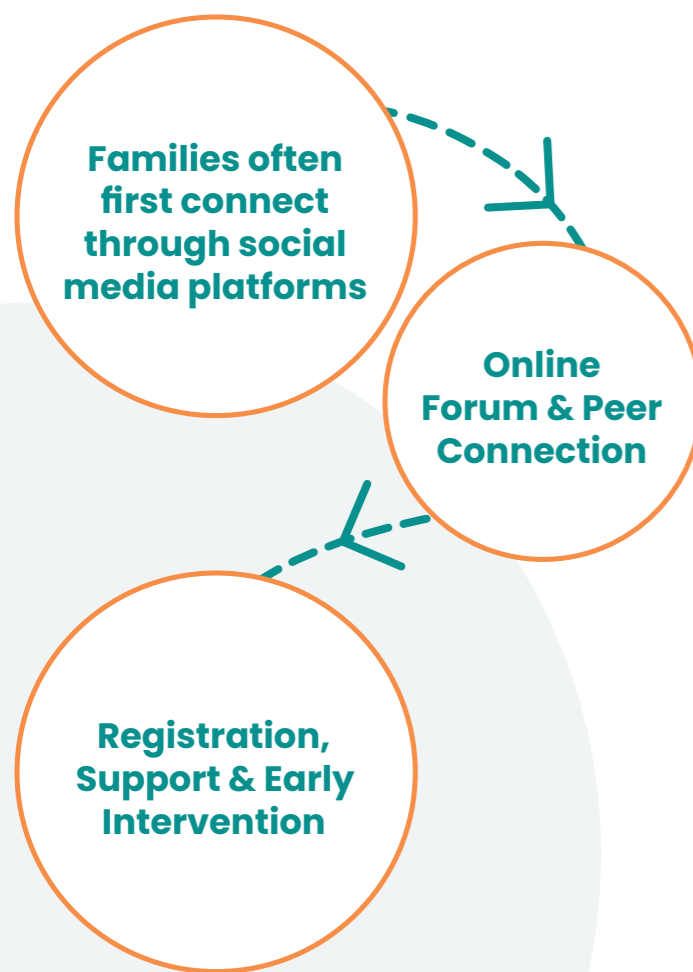 Families often
first connect
through social
media platforms
Online
Forum & Peer
Connection
Registration,
Support & Early
Intervention